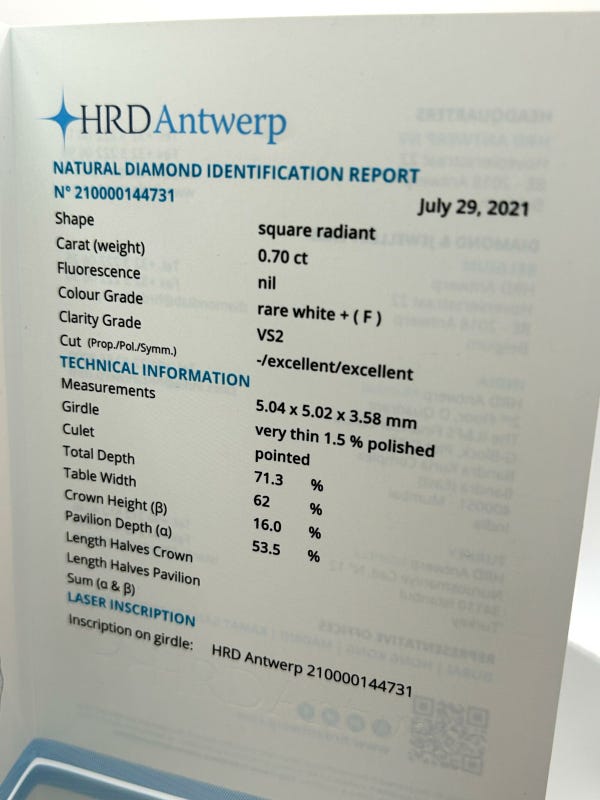 HRD Antwerp
NATURAL DIAMOND IDENTIFICATION REPORT
N° 210000144731
July 29, 2021
Shape square radiant
Carat (weight) 0.70 ct
Fluorescence nil
Colour Grade rare white + ( F )
Clarity Grade VS2
Cut (Prop./Pol./Symm.) -/excellent/excellent
TECHNICAL INFORMATION
Measurements 5.04 x 5.02 x 3.58 mm
Girdle very thin 1.5 % polished
Culet pointed
Total Depth 71.3 %
Table Width 62 %
Crown Height (β) 16.0 %
Pavilion Depth (α) 53.5 %
Length Halves Crown
Length Halves Pavilion
Sum (α & β)
LASER INSCRIPTION
Inscription on girdle: HRD Antwerp 210000144731